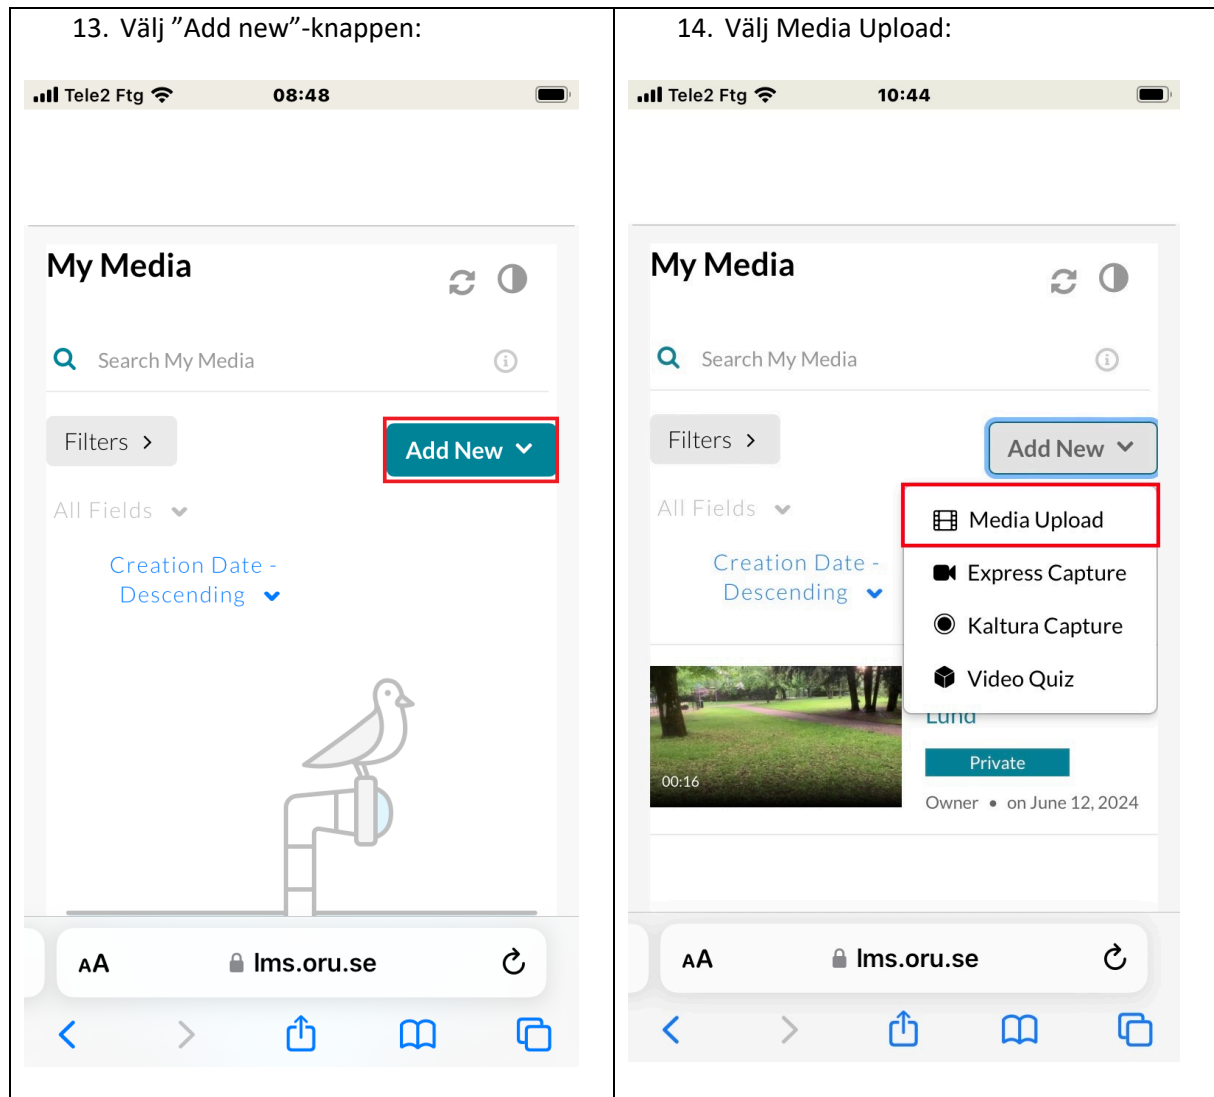 13. Välj ”Add new”-knappen:
Tele2 Ftg 08:48
My Media
Search My Media
Filters >
Add New
All Fields
Creation Date -
Descending
AA lms.oru.se
14. Välj Media Upload:
Tele2 Ftg 10:44
My Media
Search My Media
Filters >
Add New
All Fields
Media Upload
Creation Date -
Descending
Express Capture
Kaltura Capture
Video Quiz
Lund
00:16
Private
Owner • on June 12, 2024
AA lms.oru.se